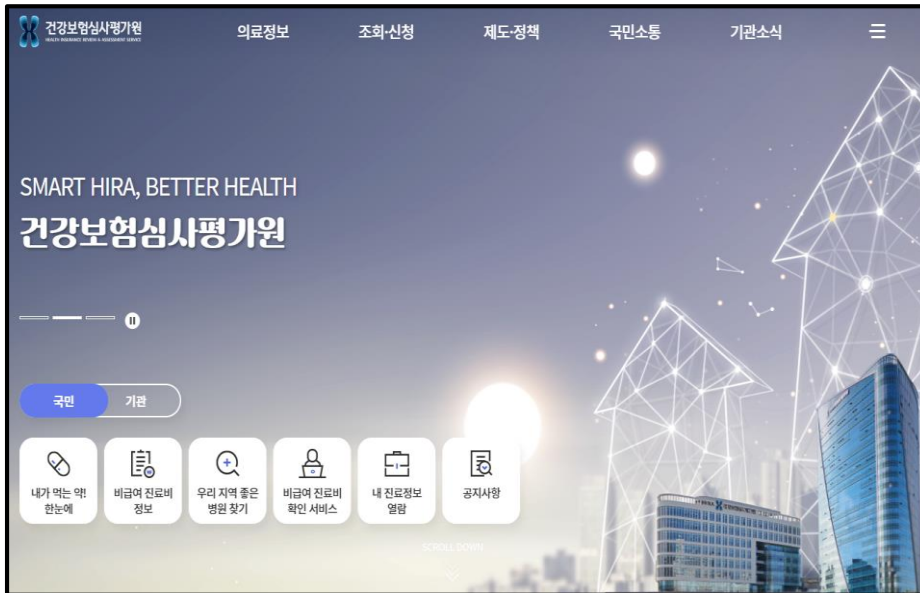 건강보험심사평가원
HEALTH INSURANCE REVIEW & ASSESSMENT SERVICE
의료정보
조회·신청
제도·정책
국민소통
기관소식
SMART HIRA, BETTER HEALTH
건강보험심사평가원
국민
기관
내가 먹는 약!
한눈에
비급여 진료비
정보
우리 지역 좋은
병원 찾기
비급여 진료비
확인 서비스
내 진료정보
열람
공지사항
SCROLL DOWN